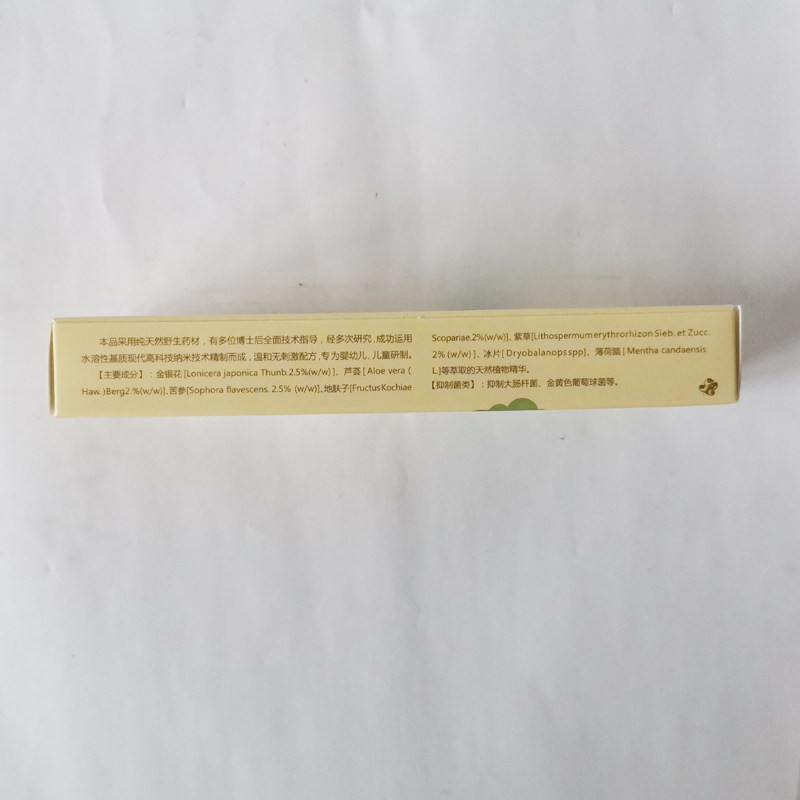 本品采用纯天然野生药材，有多位博士后全面技术指导，经多次研究,成功运用
水溶性基质现代高科技纳米技术精制而成，温和无刺激配方,专为婴幼儿、儿童研制。
【主要成分】：金银花 [Lonicera japonica Thunb.2.5%(w/w)]、芦荟 [ Aloe vera (
Haw. )Berg2.%(w/w)]、苦参[Sophora flavescens. 2.5% (w/w)]、地肤子[FructusKochiae
Scopariae.2%(w/w)]、紫草[Lithospermumerythrorhizon Sieb. et Zucc.
2% (w/w)]、冰片[ Dryobalanopsspp]、薄荷脑[ Mentha candaensis
L.]等萃取的天然植物精华。
【抑制菌类】：抑制大肠杆菌、金黄色葡萄球菌等。